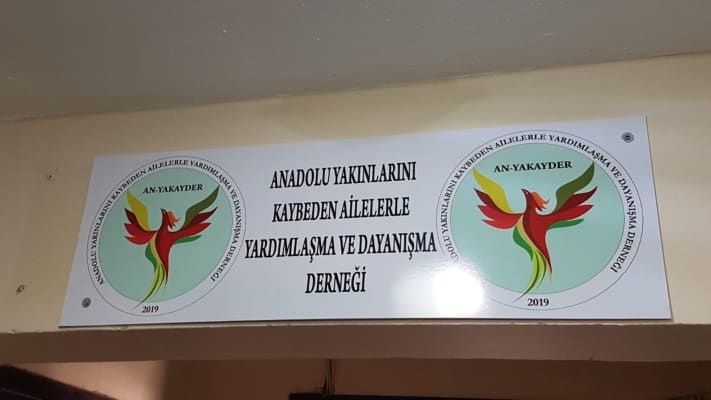 ANADOLU YAKINLARINI KAYBEDEN AİLELERLE YARDIMLAŞMA VE DAYANIŞMA DERNEĞİ
AN-YAKAYDER
2019
ANADOLU YAKINLARINI
KAYBEDEN AİLELERLE
YARDIMLAŞMA VE DAYANIŞMA
DERNEĞİ
ANADOLU YAKINLARINI KAYBEDEN AİLELERLE YARDIMLAŞMA VE DAYANIŞMA DERNEĞİ
AN-YAKAYDER
2019